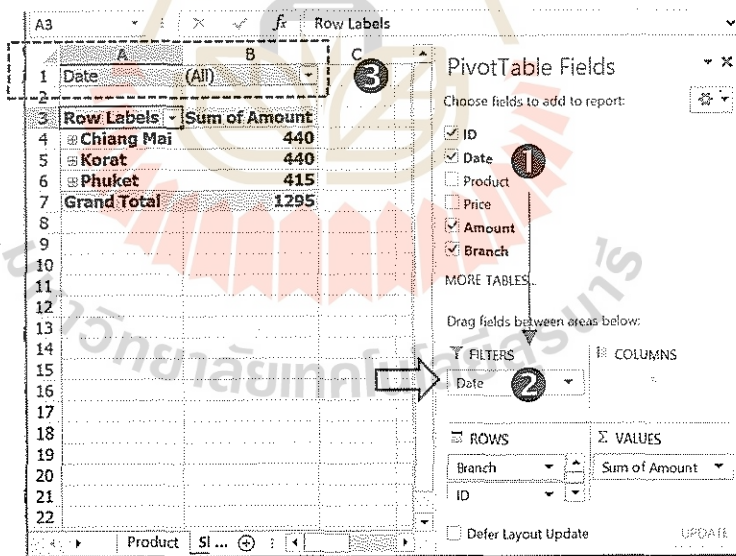 A3 fx Row Labels
A B C
1 Date (All)
2
3 Row Labels Sum of Amount
4 Chiang Mai 440
5 Korat 440
6 Phuket 415
7 Grand Total 1295
8
9
10
11
12
13
14
15
16
17
18
19
20
21
22
Product Sl ...
3
PivotTable Fields
Choose fields to add to report:
ID
Date 1
Product
Price
Amount
Branch
MORE TABLES...
Drag fields between areas below:
FILTERS COLUMNS
Date 2
ROWS Σ VALUES
Branch Sum of Amount
ID
Defer Layout Update UPDATE